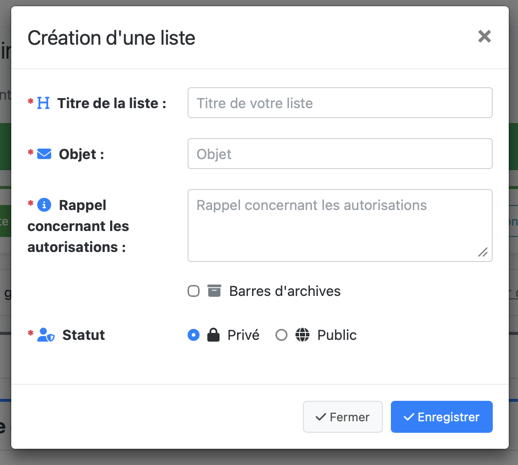 Création d'une liste
* Titre de la liste : Titre de votre liste
* Objet : Objet
* Rappel concernant les autorisations : Rappel concernant les autorisations
Barres d'archives
* Statut Privé Public
Fermer Enregistrer